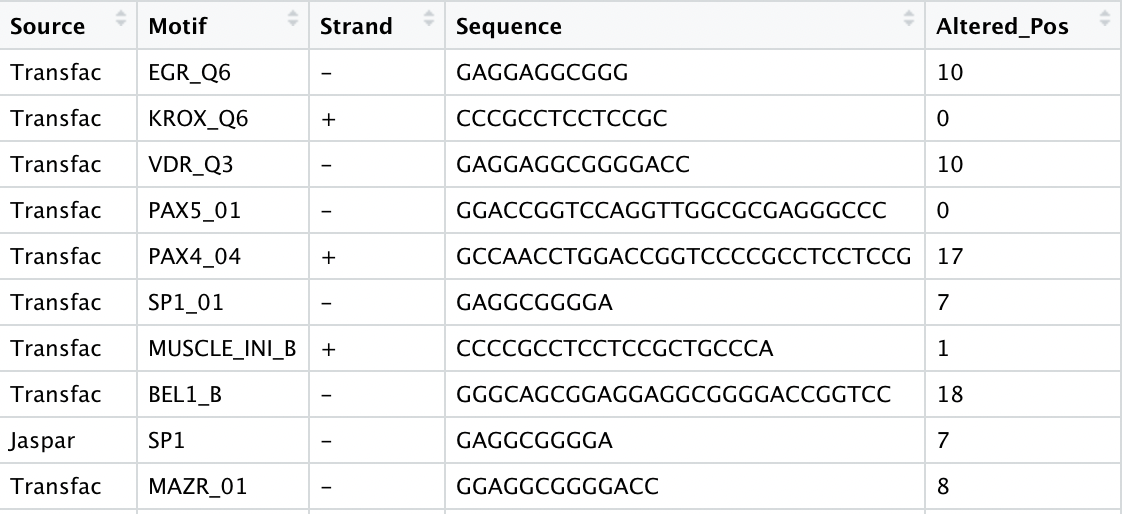 Source Motif Strand Sequence Altered_Pos
Transfac EGR_Q6 – GAGGAGGCGGG 10
Transfac KROX_Q6 + CCCGCCTCCTCCGC 0
Transfac VDR_Q3 – GAGGAGGCGGGGACC 10
Transfac PAX5_01 – GGACCGGTCCAGGTTGGCGCGAGGGCCC 0
Transfac PAX4_04 + GCCAACCTGGACCGGTCCCCGCCTCCTCCG 17
Transfac SP1_01 – GAGGCGGGGA 7
Transfac MUSCLE_INI_B + CCCCGCCTCCTCCGCTGCCCA 1
Transfac BEL1_B – GGGCAGCGGAGGAGGCGGGGACCGGTCC 18
Jaspar SP1 – GAGGCGGGGA 7
Transfac MAZR_01 – GGAGGCGGGGACC 8